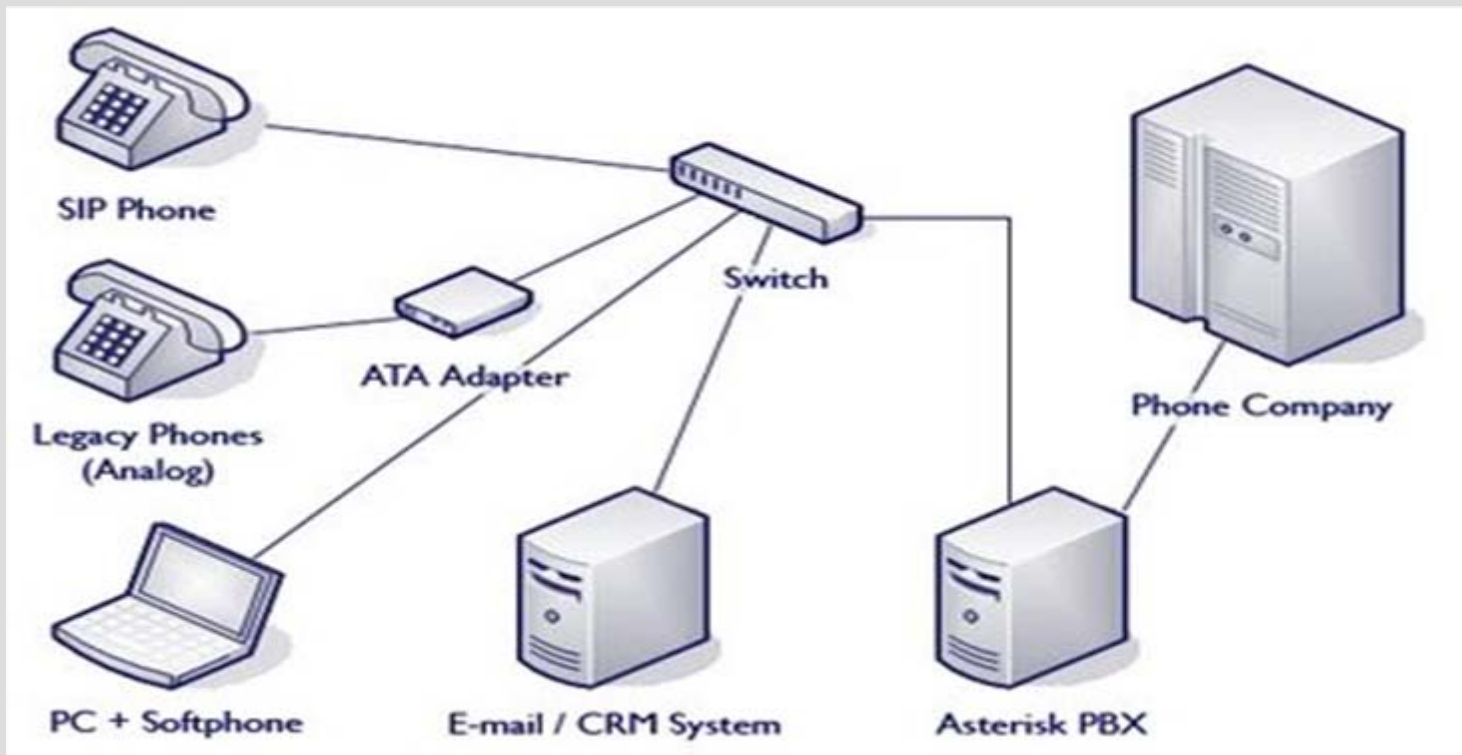 SIP Phone
Switch
ATA Adapter
Legacy Phones
(Analog)
Phone Company
PC + Softphone
E-mail / CRM System
Asterisk PBX